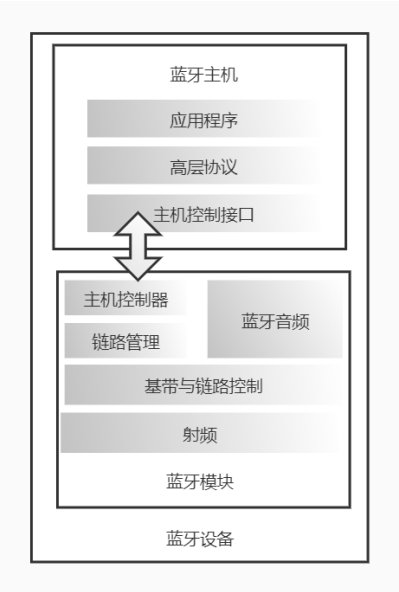 蓝牙主机
应用程序
高层协议
主机控制接口
主机控制器
蓝牙音频
链路管理
基带与链路控制
射频
蓝牙模块
蓝牙设备